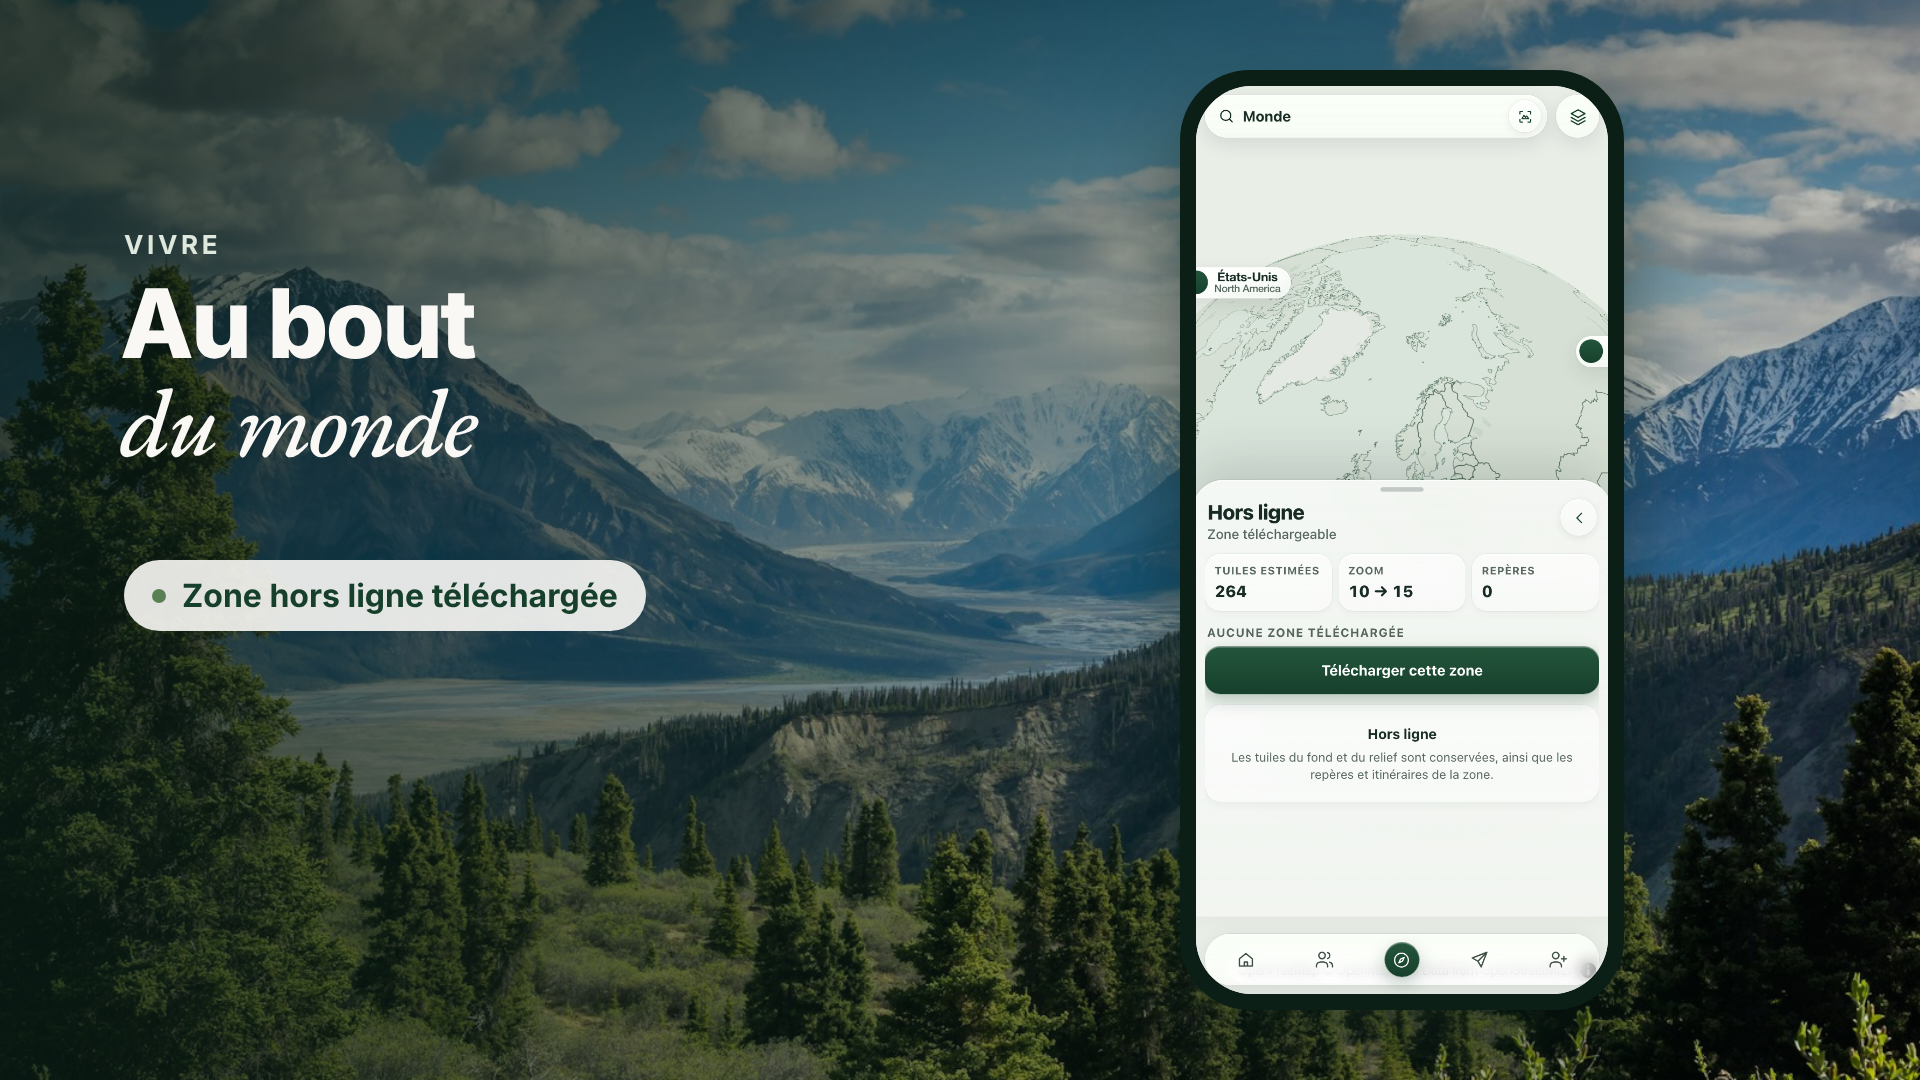 VIVRE
Au bout
du monde
Zone hors ligne téléchargée
Monde
États-Unis
North America
Hors ligne
Zone téléchargeable
TUILES ESTIMÉES
264
ZOOM
10 → 15
REPÈRES
0
AUCUNE ZONE TÉLÉCHARGÉE
Télécharger cette zone
Hors ligne
Les tuiles du fond et du relief sont conservées, ainsi que les
repères et itinéraires de la zone.